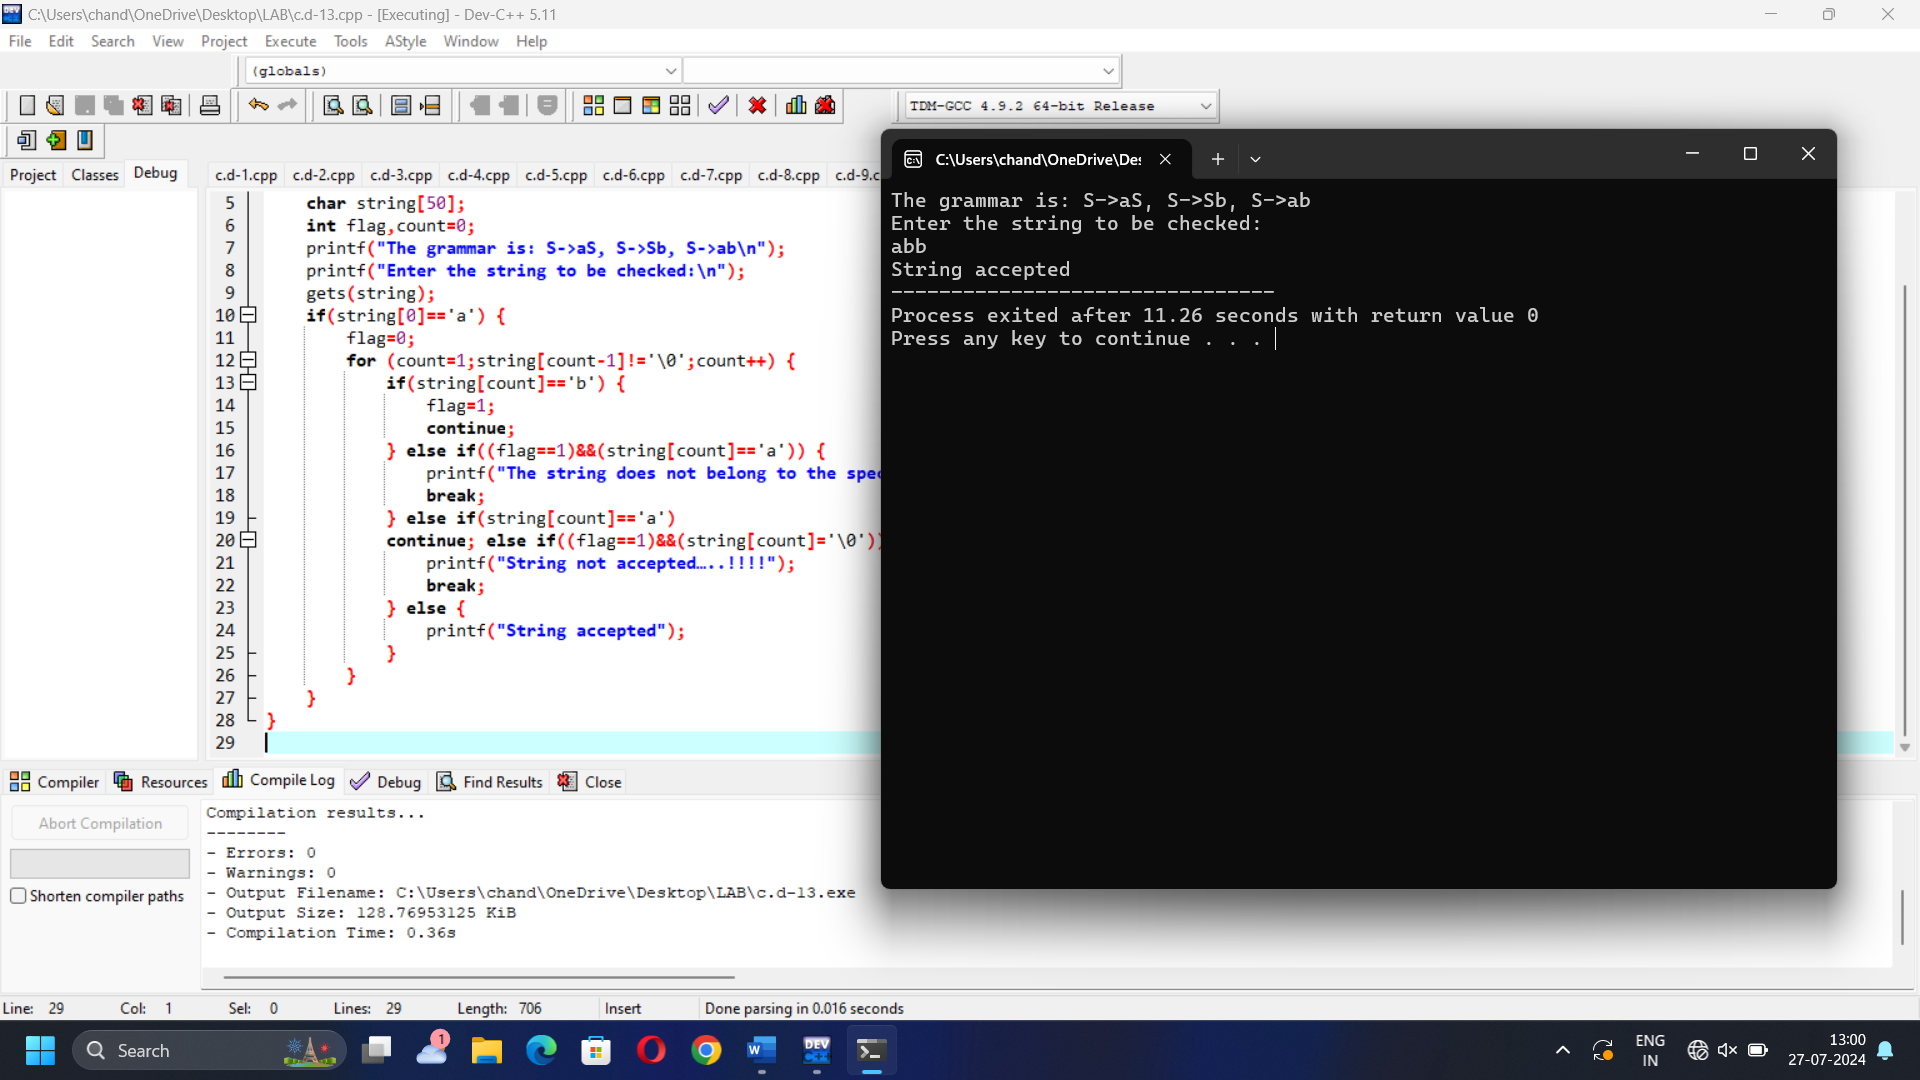 C:\Users\chand\OneDrive\Desktop\LAB\c.d-13.cpp - [Executing] - Dev-C++ 5.11
File Edit Search View Project Execute Tools AStyle Window Help
(globals)
TDM-GCC 4.9.2 64-bit Release
Project Classes Debug
c.d-1.cpp c.d-2.cpp c.d-3.cpp c.d-4.cpp c.d-5.cpp c.d-6.cpp c.d-7.cpp c.d-8.cpp c.d-9.c
5 char string[50];
6 int flag,count=0;
7 printf("The grammar is: S->aS, S->Sb, S->ab\n");
8 printf("Enter the string to be checked:\n");
9 gets(string);
10 if(string[0]=='a') {
11 flag=0;
12 for (count=1;string[count-1]!='\0';count++) {
13 if(string[count]=='b') {
14 flag=1;
15 continue;
16 } else if((flag==1)&&(string[count]=='a')) {
17 printf("The string does not belong to the spec
18 break;
19 } else if(string[count]=='a')
20 continue; else if((flag==1)&&(string[count]='\0'))
21 printf("String not accepted…..!!!!");
22 break;
23 } else {
24 printf("String accepted");
25 }
26 }
27 }
28 }
29
C:\Users\chand\OneDrive\Des
The grammar is: S->aS, S->Sb, S->ab
Enter the string to be checked:
abb
String accepted
--------------------------------
Process exited after 11.26 seconds with return value 0
Press any key to continue . . .
Compiler Resources Compile Log Debug Find Results Close
Abort Compilation
Shorten compiler paths
Compilation results...
--------
- Errors: 0
- Warnings: 0
- Output Filename: C:\Users\chand\OneDrive\Desktop\LAB\c.d-13.exe
- Output Size: 128.76953125 KiB
- Compilation Time: 0.36s
Line: 29 Col: 1 Sel: 0 Lines: 29 Length: 706 Insert Done parsing in 0.016 seconds
Search
1
DEV
C++
ENG
IN
13:00
27-07-2024